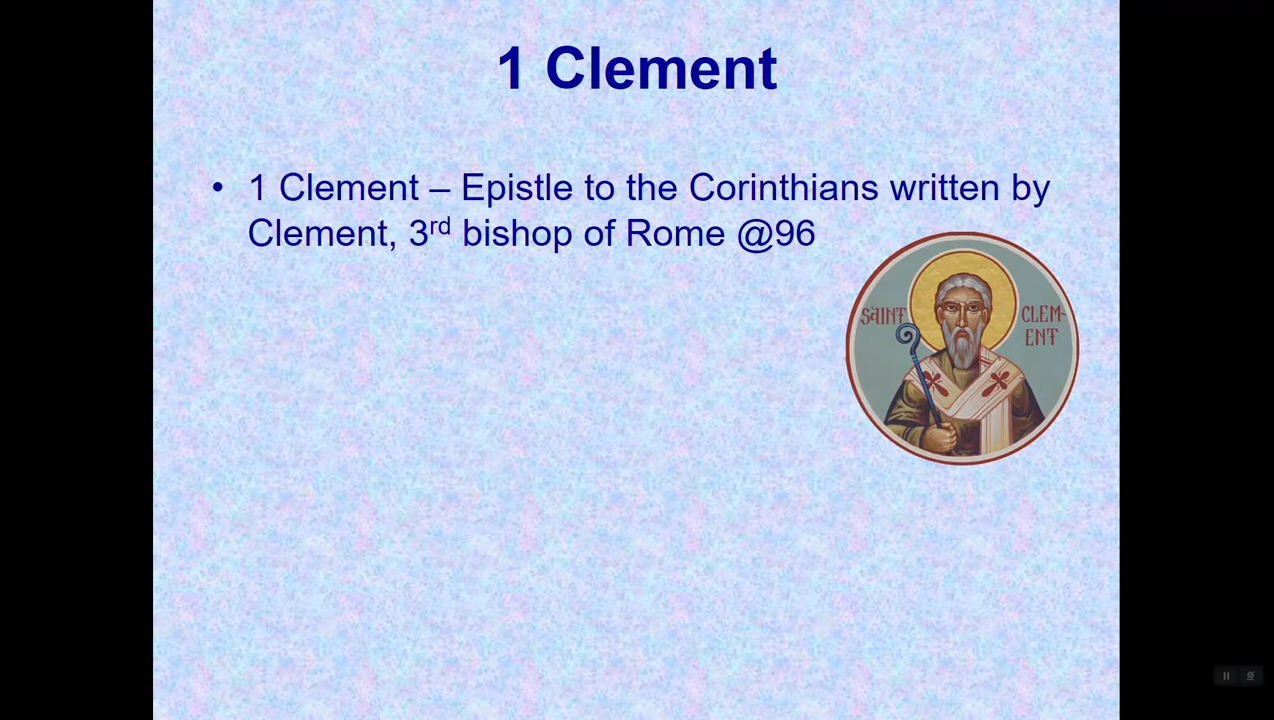 1 Clement
• 1 Clement – Epistle to the Corinthians written by
Clement, 3rd bishop of Rome @96
SAINT CLEM-
ENT